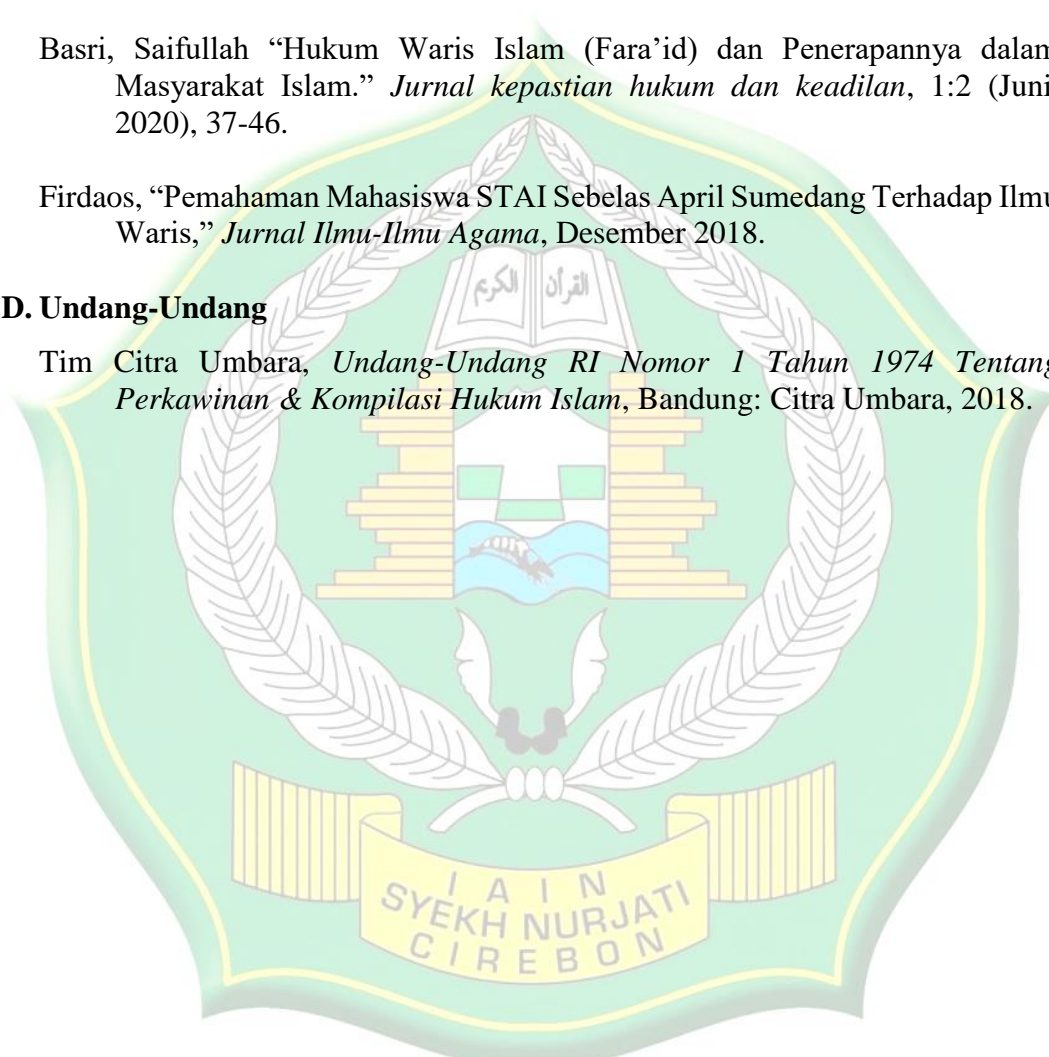 Basri, Saifullah “Hukum Waris Islam (Fara’id) dan Penerapannya dalam
Masyarakat Islam.” Jurnal kepastian hukum dan keadilan, 1:2 (Juni
2020), 37-46.
Firdaos, “Pemahaman Mahasiswa STAI Sebelas April Sumedang Terhadap Ilmu
Waris,” Jurnal Ilmu-Ilmu Agama, Desember 2018.
القرأن الكريم
D. Undang-Undang
Tim Citra Umbara, Undang-Undang RI Nomor 1 Tahun 1974 Tentang
Perkawinan & Kompilasi Hukum Islam, Bandung: Citra Umbara, 2018.
IAIN
SYEKH NURJATI
CIREBON